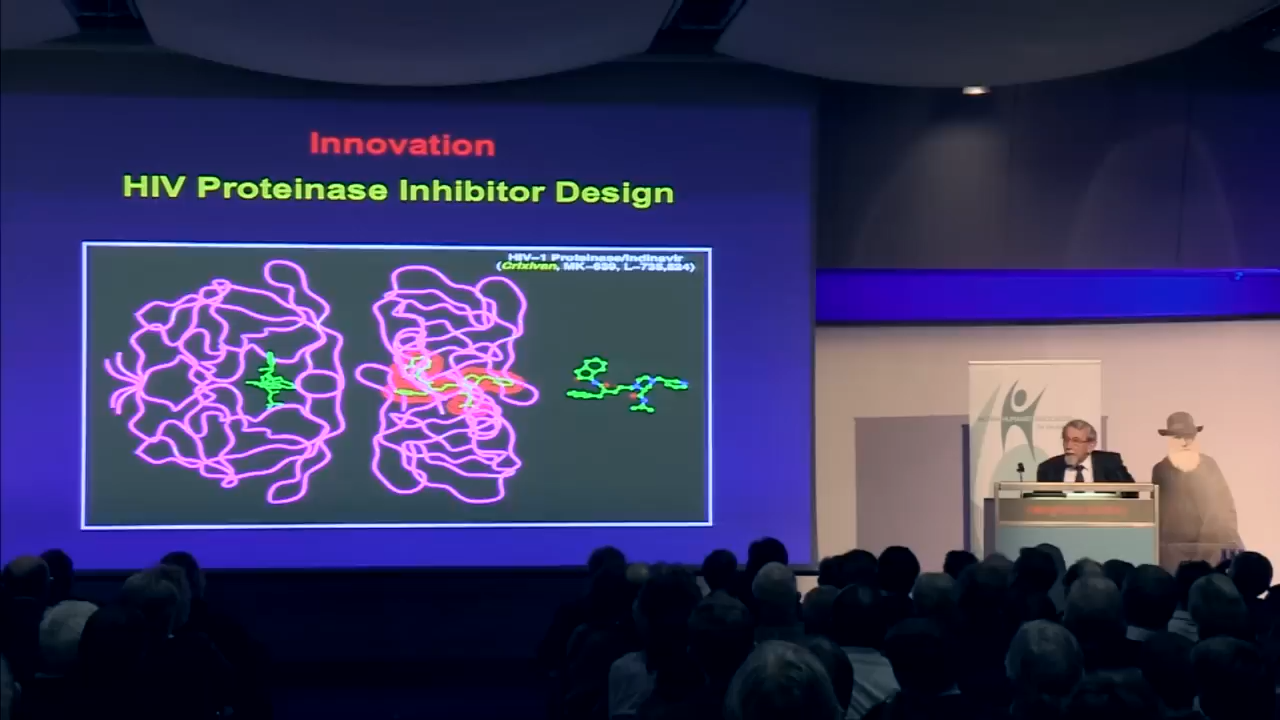 Innovation
HIV Proteinase Inhibitor Design
HIV-1 Proteinase/Indinavir
(Crixivan, MK-639, L-735,524)